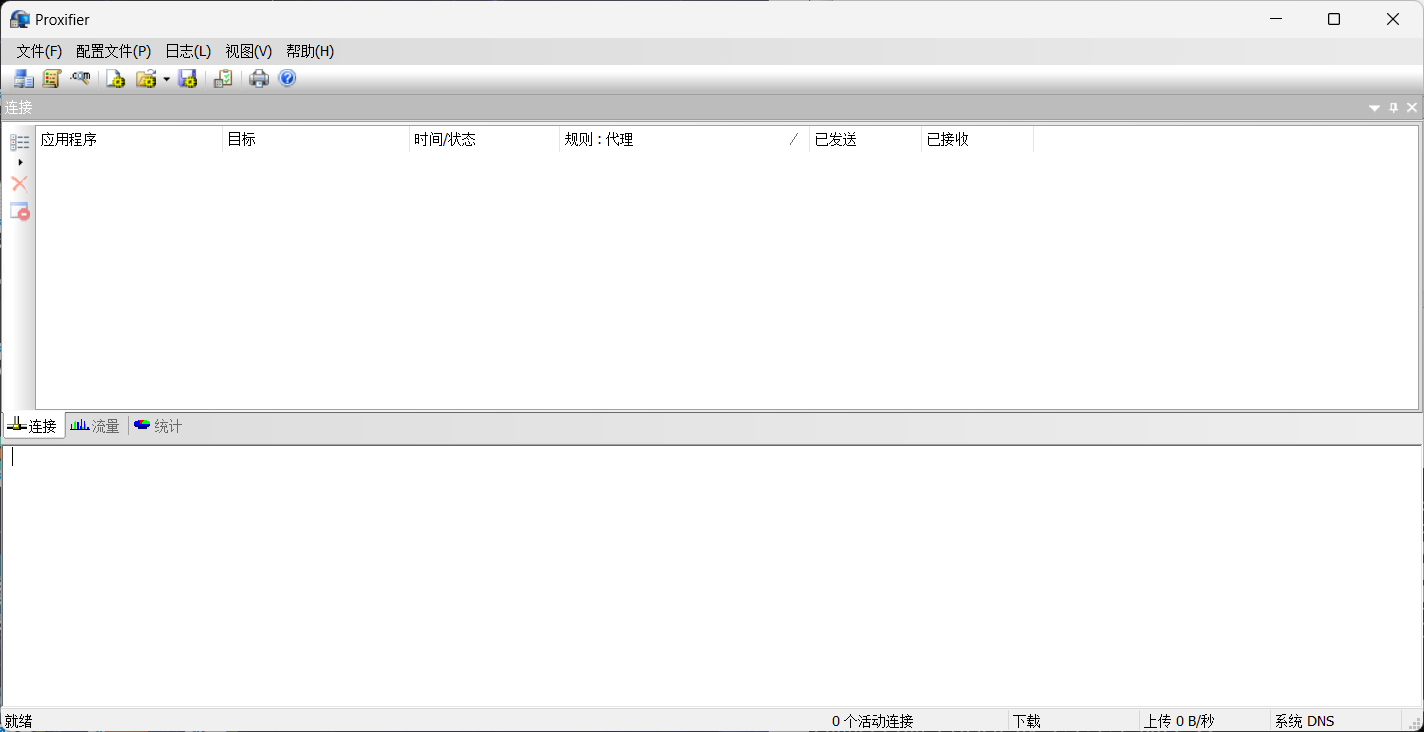 Proxifier
文件(F) 配置文件(P) 日志(L) 视图(V) 帮助(H)
.com
连接
应用程序 目标 时间/状态 规则 : 代理 已发送 已接收
连接 流量 统计
就绪 0 个活动连接 下载 上传 0 B/秒 系统 DNS